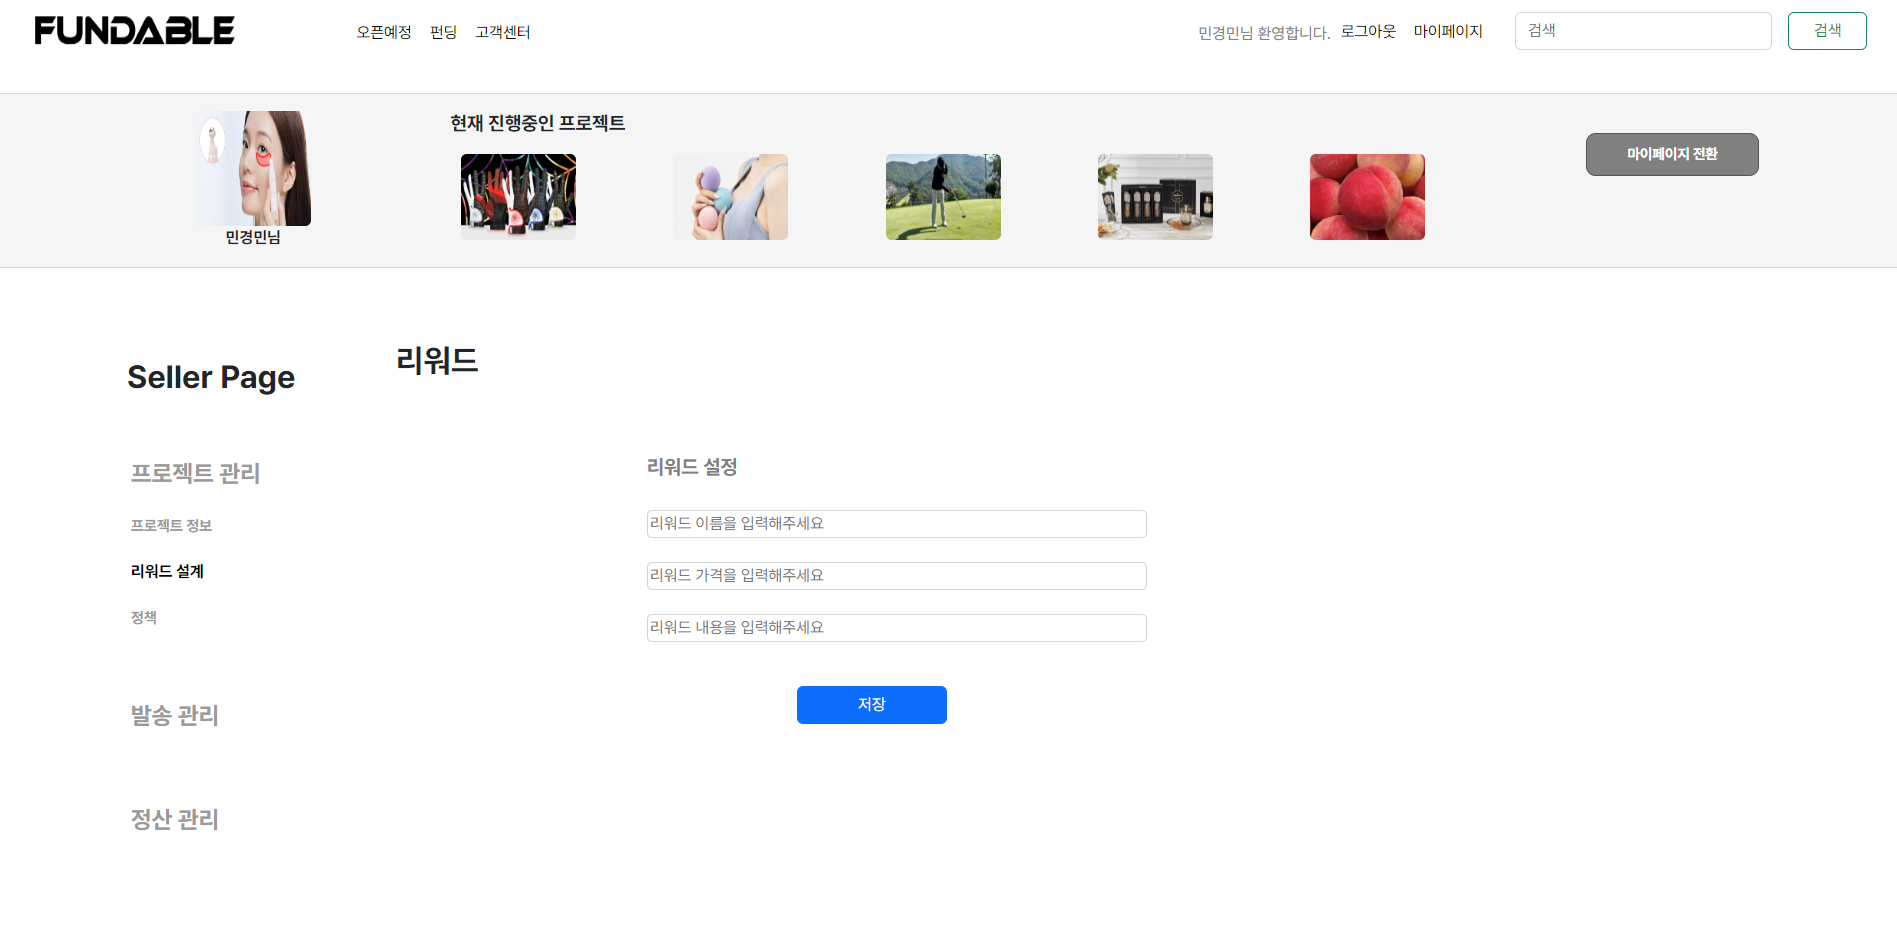 FUNDABLE
오픈예정 펀딩 고객센터
민경민님 환영합니다. 로그아웃 마이페이지 검색 검색
현재 진행중인 프로젝트
마이페이지 전환
민경민님
Seller Page
리워드
프로젝트 관리
프로젝트 정보
리워드 설계
정책
발송 관리
정산 관리
리워드 설정
리워드 이름을 입력해주세요
리워드 가격을 입력해주세요
리워드 내용을 입력해주세요
저장